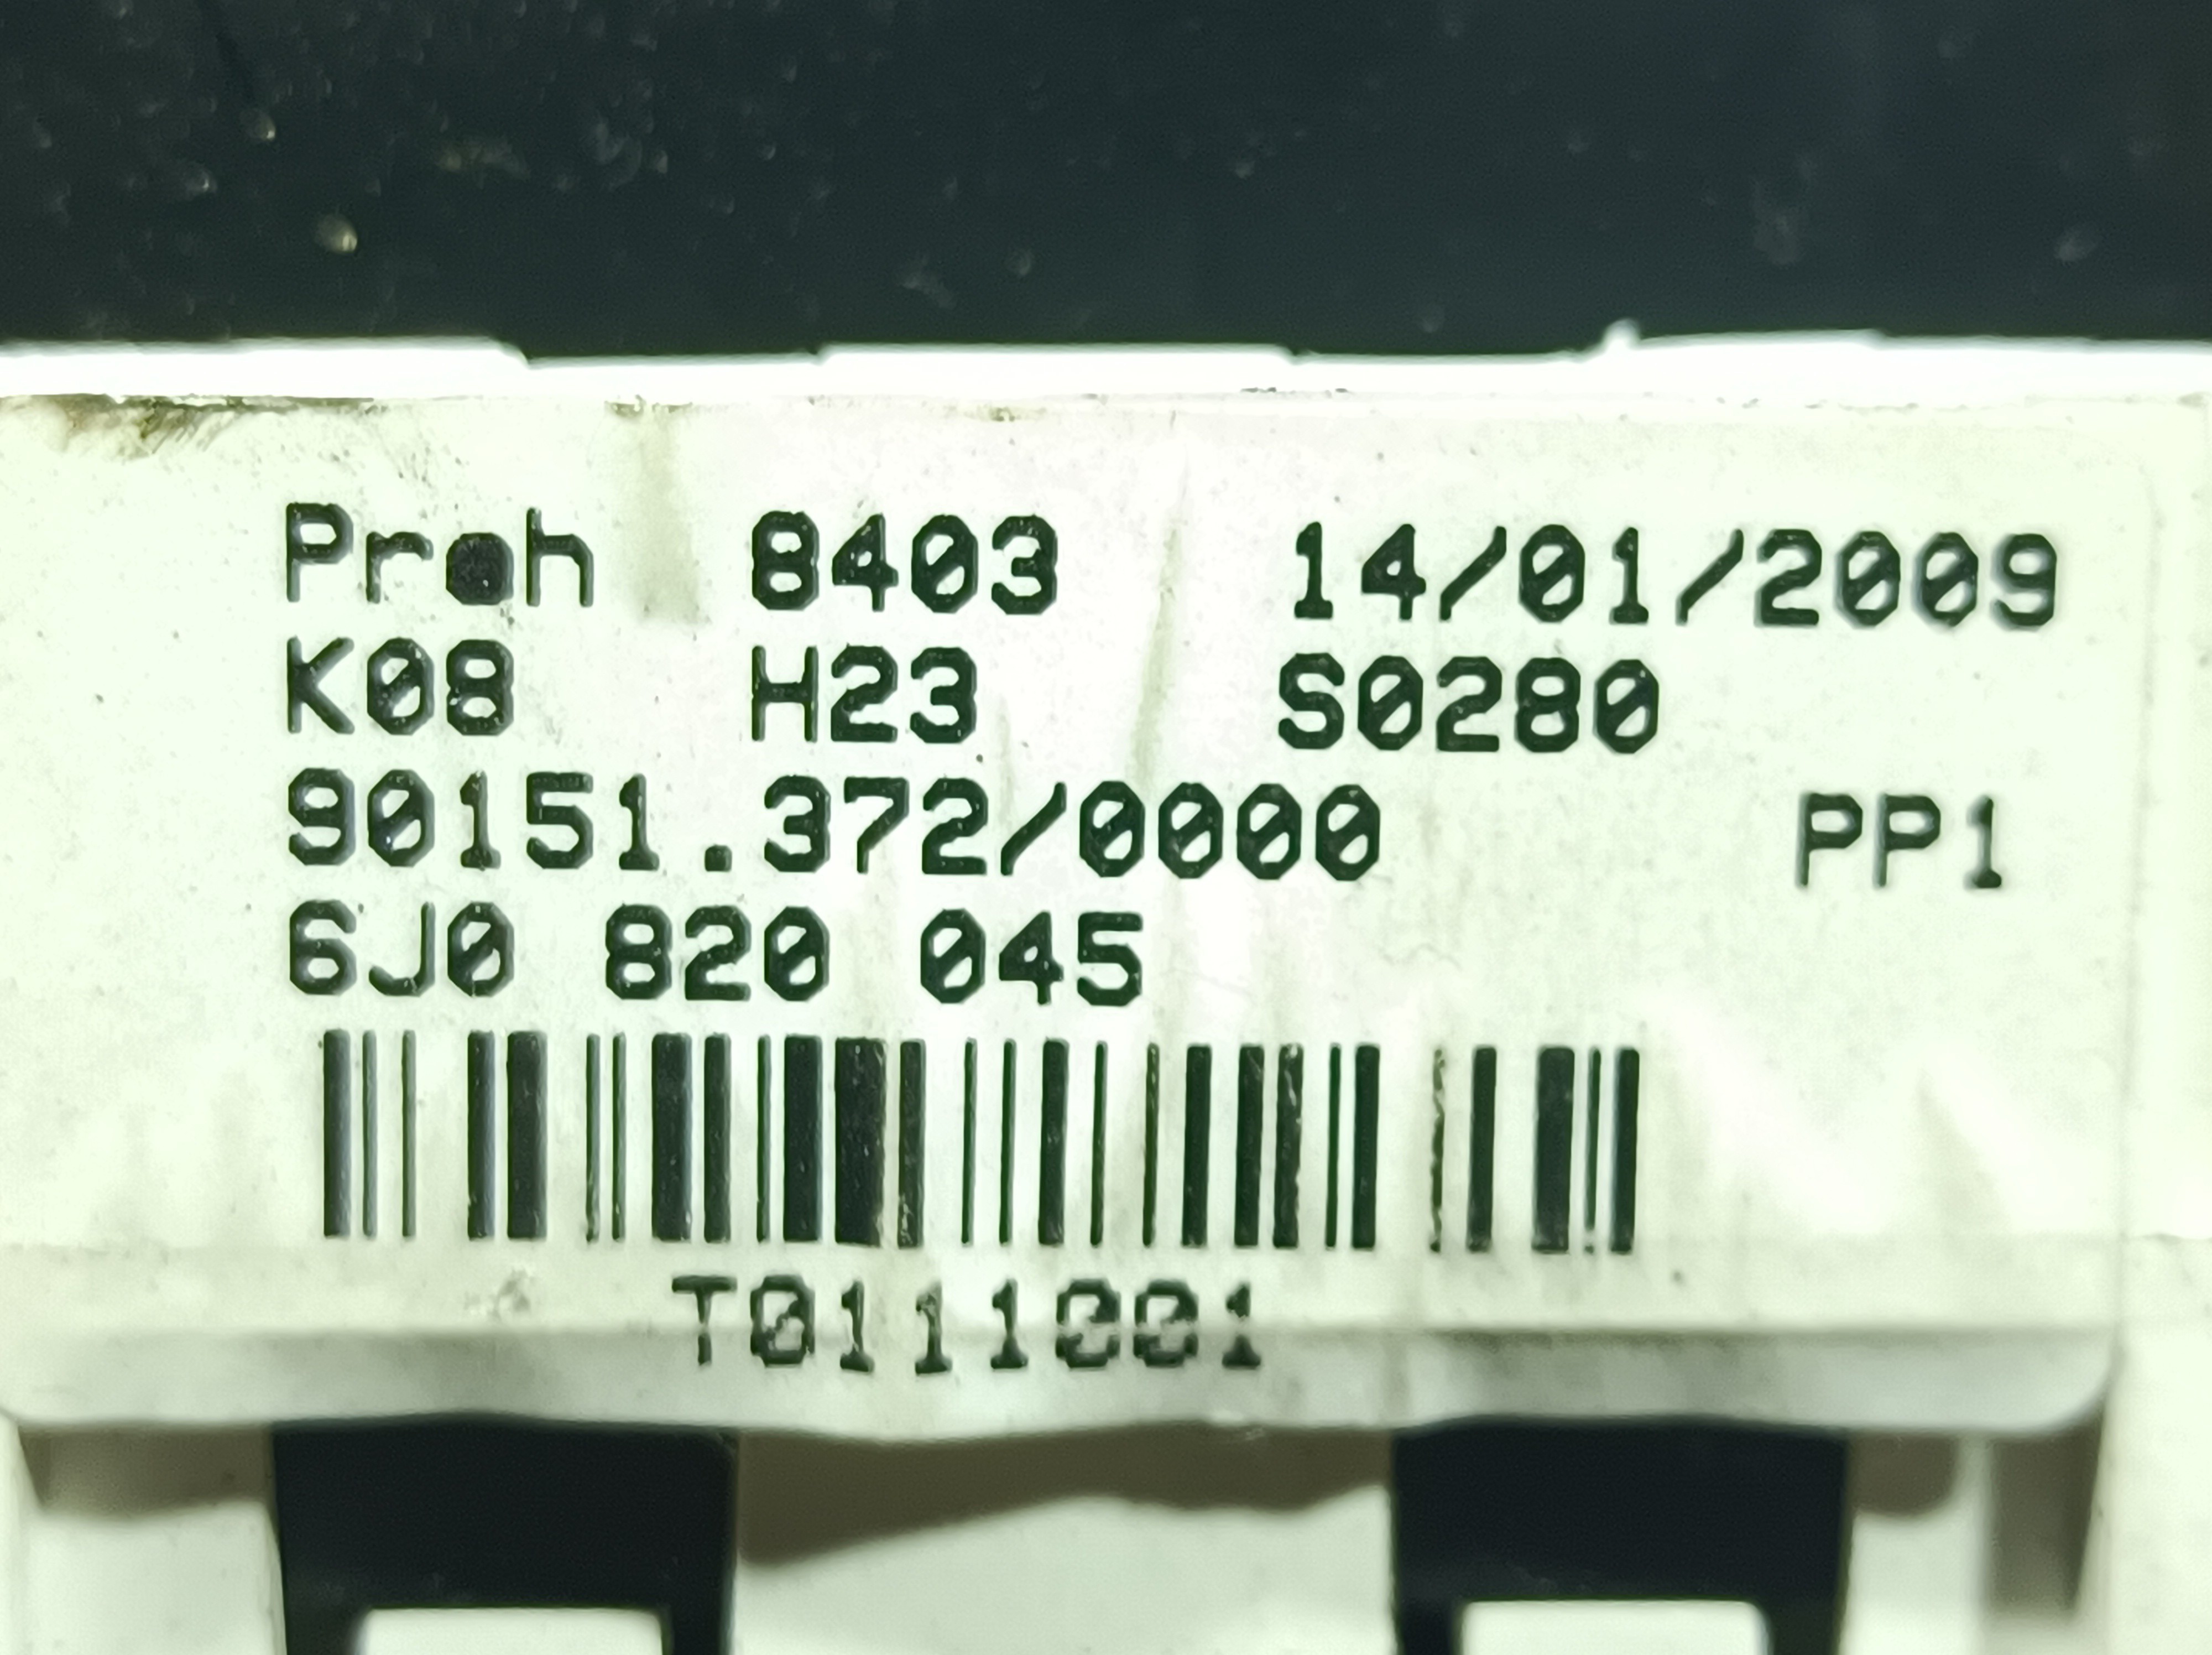 Preh 8403 14/01/2009
K08 H23 S0280
90151.372/0000 PP1
6J0 820 045
T0111001